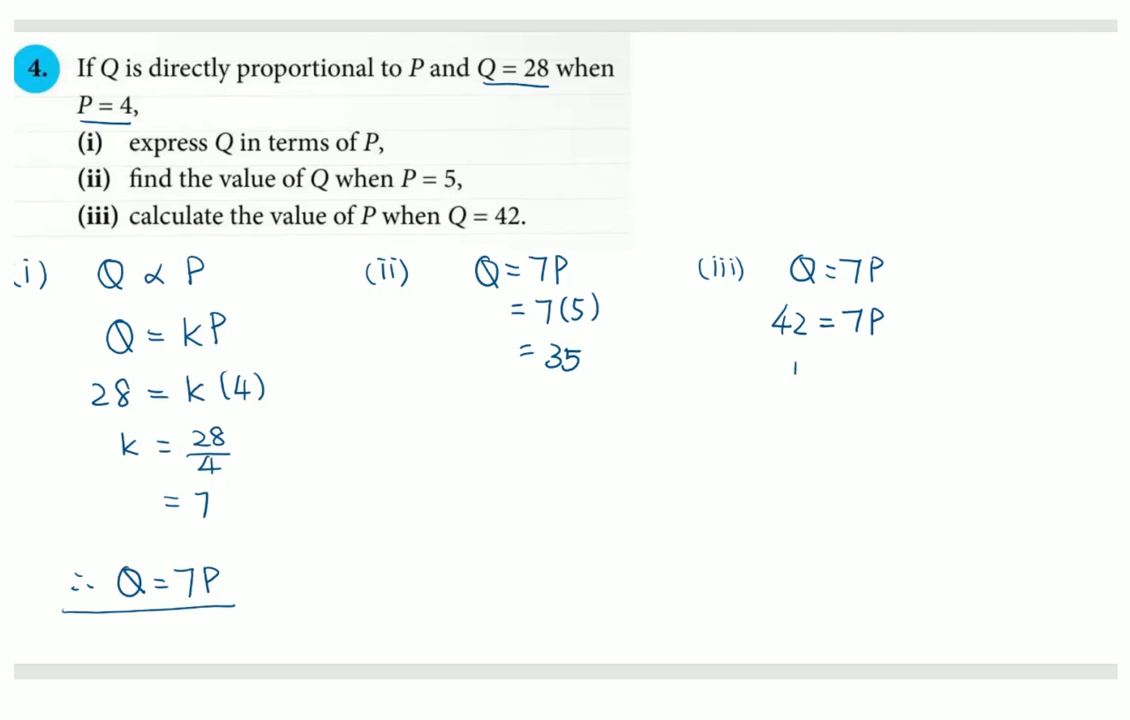 4. If Q is directly proportional to P and Q = 28 when
P = 4,
(i) express Q in terms of P,
(ii) find the value of Q when P = 5,
(iii) calculate the value of P when Q = 42.
i) Q ∝ P
Q = kP
28 = k (4)
k = 28/4
= 7
∴ Q = 7P
(ii) Q = 7P
= 7(5)
= 35
(iii) Q = 7P
42 = 7P